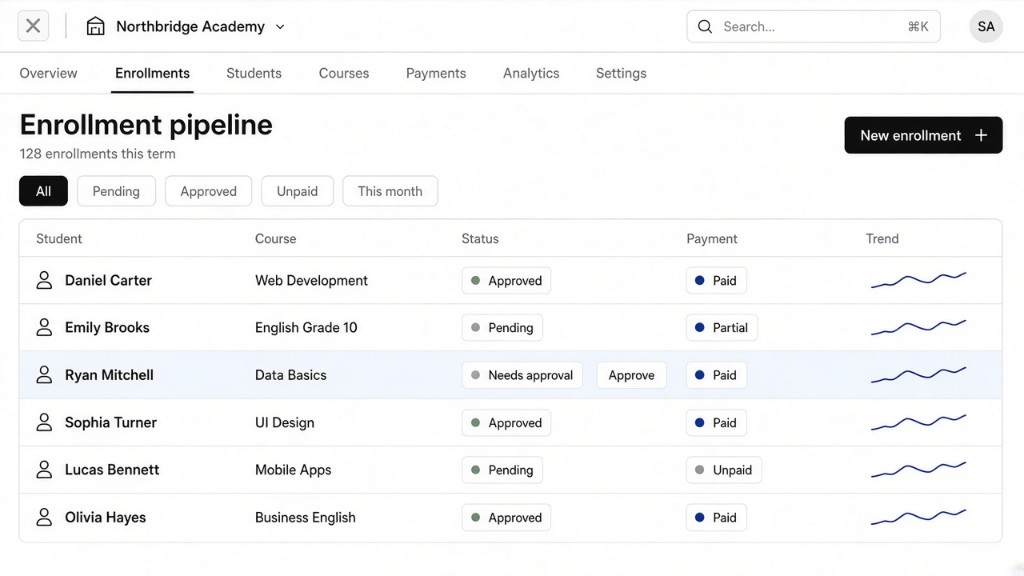 Northbridge Academy
Search... ⌘K
SA
Overview Enrollments Students Courses Payments Analytics Settings
Enrollment pipeline
128 enrollments this term
New enrollment +
All Pending Approved Unpaid This month
Student Course Status Payment Trend
Daniel Carter Web Development Approved Paid
Emily Brooks English Grade 10 Pending Partial
Ryan Mitchell Data Basics Needs approval Approve Paid
Sophia Turner UI Design Approved Paid
Lucas Bennett Mobile Apps Pending Unpaid
Olivia Hayes Business English Approved Paid